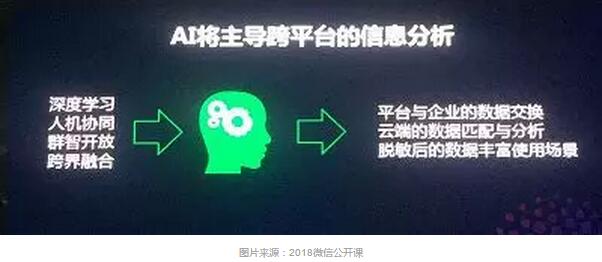 AI将主导跨平台的信息分析
深度学习
人机协同
群智开放
跨界融合
平台与企业的数据交换
云端的数据匹配与分析
脱敏后的数据丰富使用场景
图片来源：2018微信公开课